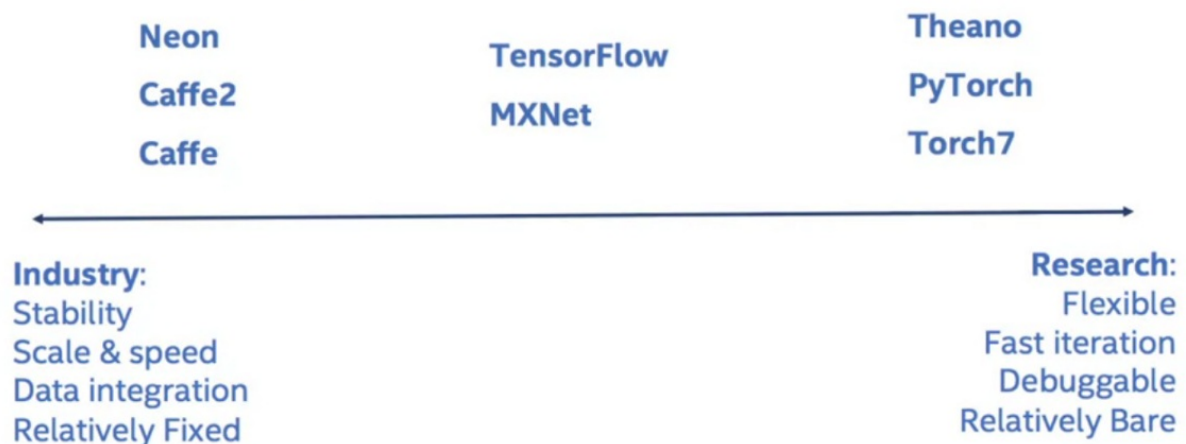 Neon
Caffe2
Caffe
TensorFlow
MXNet
Theano
PyTorch
Torch7
Industry:
Stability
Scale & speed
Data integration
Relatively Fixed
Research:
Flexible
Fast iteration
Debuggable
Relatively Bare